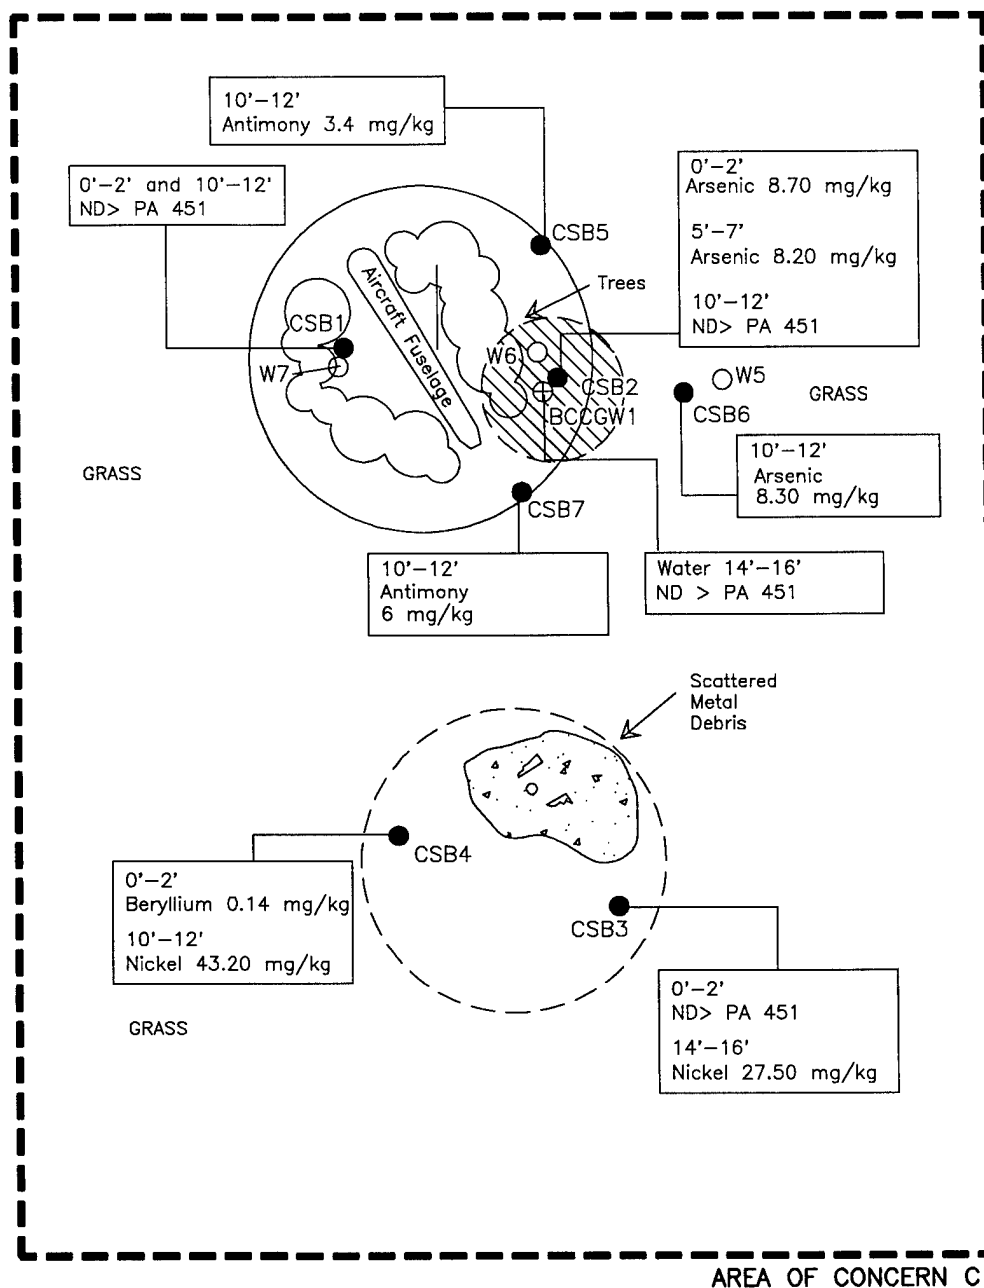 10'-12'
Antimony 3.4 mg/kg
0'-2' and 10'-12'
ND> PA 451
0'-2'
Arsenic 8.70 mg/kg
5'-7'
Arsenic 8.20 mg/kg
10'-12'
ND> PA 451
CSB5
Trees
Aircraft Fuselage
CSB1
W7
W6
CSB2
BCCGW1
W5
CSB6
GRASS
GRASS
10'-12'
Arsenic
8.30 mg/kg
CSB7
10'-12'
Antimony
6 mg/kg
Water 14'-16'
ND > PA 451
Scattered
Metal
Debris
CSB4
0'-2'
Beryllium 0.14 mg/kg
10'-12'
Nickel 43.20 mg/kg
CSB3
0'-2'
ND> PA 451
14'-16'
Nickel 27.50 mg/kg
GRASS
AREA OF CONCERN C